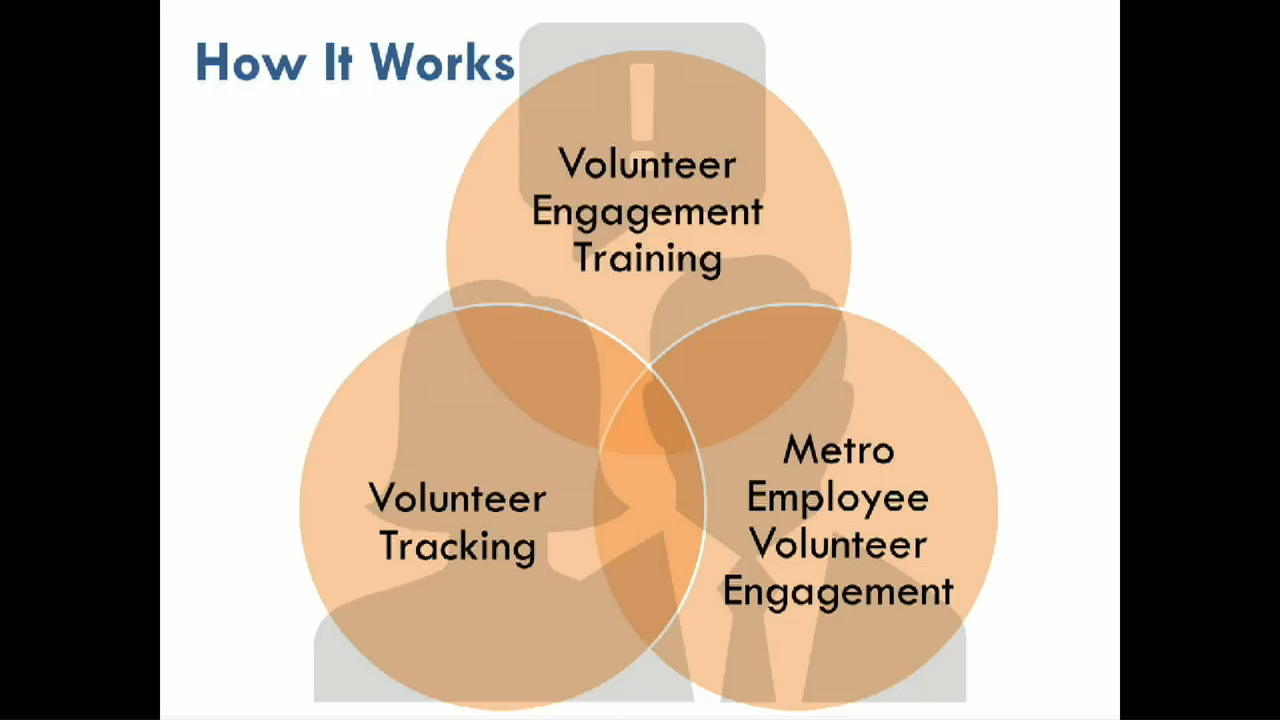 How It Works
!
Volunteer
Engagement
Training
Volunteer
Tracking
Metro
Employee
Volunteer
Engagement